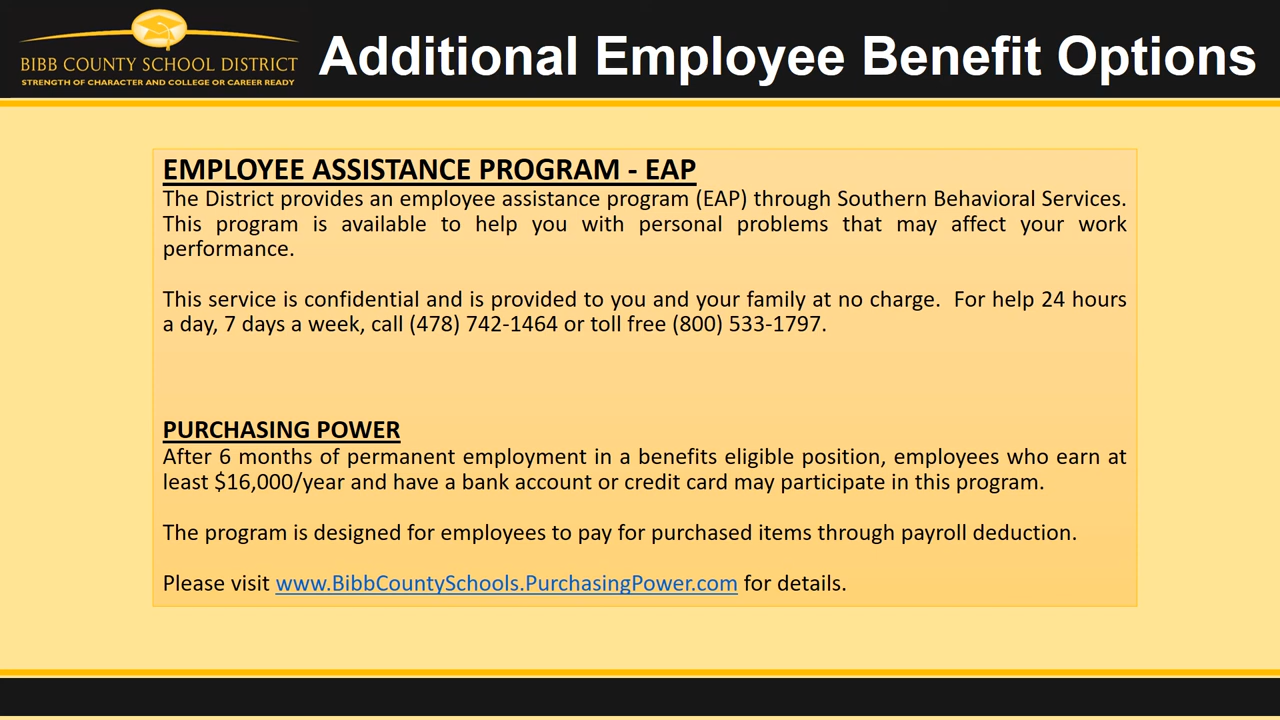 BIBB COUNTY SCHOOL DISTRICT
STRENGTH OF CHARACTER AND COLLEGE OR CAREER READY
Additional Employee Benefit Options
EMPLOYEE ASSISTANCE PROGRAM - EAP
The District provides an employee assistance program (EAP) through Southern Behavioral Services.
This program is available to help you with personal problems that may affect your work
performance.
This service is confidential and is provided to you and your family at no charge. For help 24 hours
a day, 7 days a week, call (478) 742-1464 or toll free (800) 533-1797.
PURCHASING POWER
After 6 months of permanent employment in a benefits eligible position, employees who earn at
least $16,000/year and have a bank account or credit card may participate in this program.
The program is designed for employees to pay for purchased items through payroll deduction.
Please visit www.BibbCountySchools.PurchasingPower.com for details.